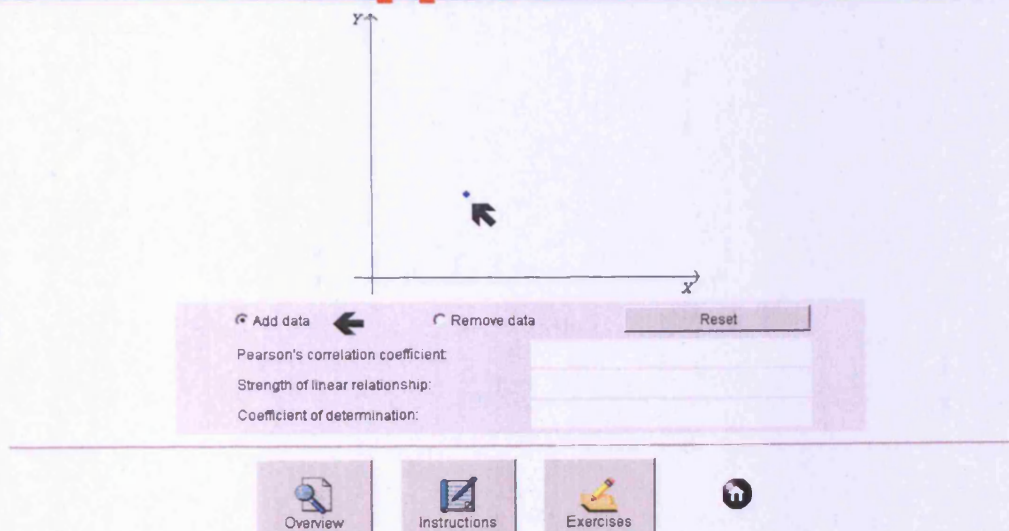 Y
X
Add data Remove data Reset
Pearson's correlation coefficient:
Strength of linear relationship:
Coefficient of determination:
Overview Instructions Exercises